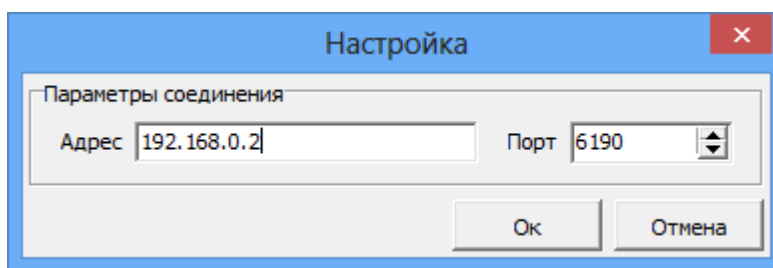 Настройка
Параметры соединения
Адрес 192.168.0.2 Порт 6190
Ок Отмена